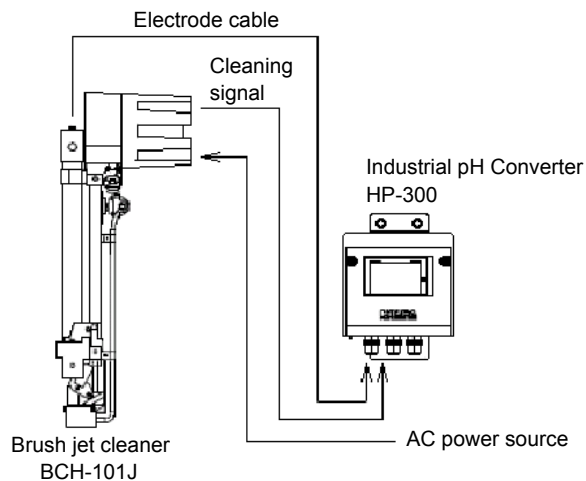 Electrode cable
Cleaning
signal
Industrial pH Converter
HP-300
AC power source
Brush jet cleaner
BCH-101J